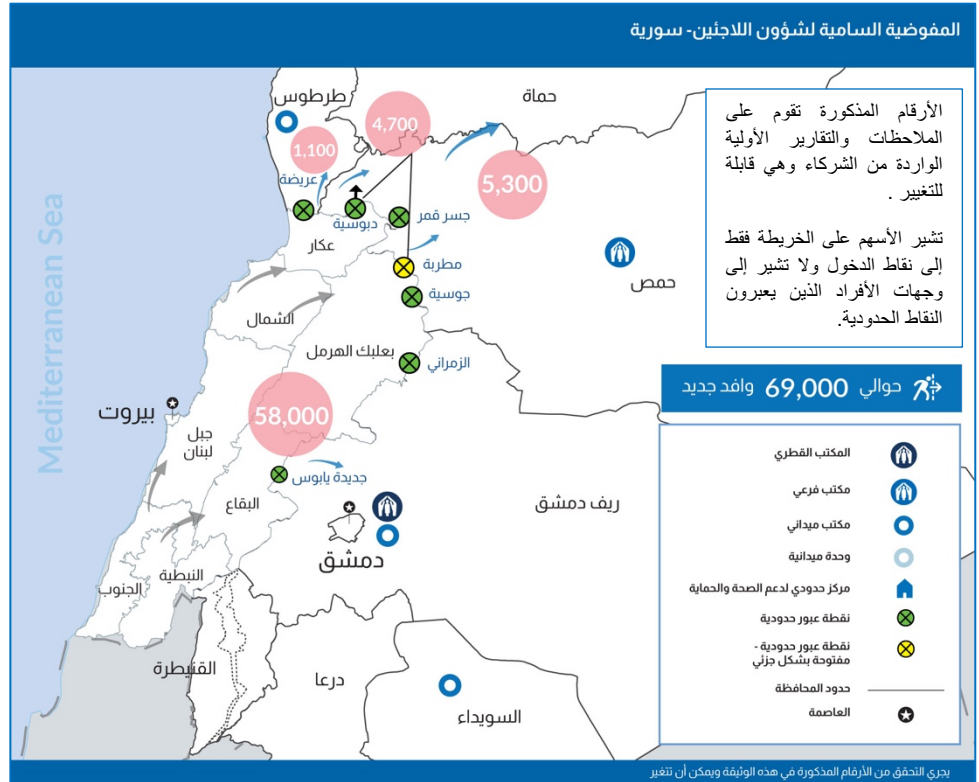 المفوضية السامية لشؤون اللاجئين- سورية
الأرقام المذكورة تقوم على
الملاحظات والتقارير الأولية
الواردة من الشركاء وهي قابلة
للتغيير .
تشير الأسهم على الخريطة فقط
إلى نقاط الدخول ولا تشير إلى
وجهات الأفراد الذين يعبرون
النقاط الحدودية.
حوالي 69,000 وافد جديد
المكتب القطري
مكتب فرعي
مكتب ميداني
وحدة ميدانية
مركز حدودي لدعم الصحة والحماية
نقطة عبور حدودية
نقطة عبور حدودية -
مفتوحة بشكل جزئي
حدود المحافظة
العاصمة
حماة
طرطوس
4,700
1,100
5,300
عريضة
دبوسية
جسر قمر
عكار
مطربة
حمص
جوسية
الشمال
بعلبك الهرمل
الزمراني
Mediterranean Sea
بيروت
58,000
جبل
لبنان
جديدة يابوس
البقاع
ريف دمشق
دمشق
النبطية
الجنوب
القنيطرة
درعا
السويداء
يجري التحقق من الأرقام المذكورة في هذه الوثيقة ويمكن أن تتغير